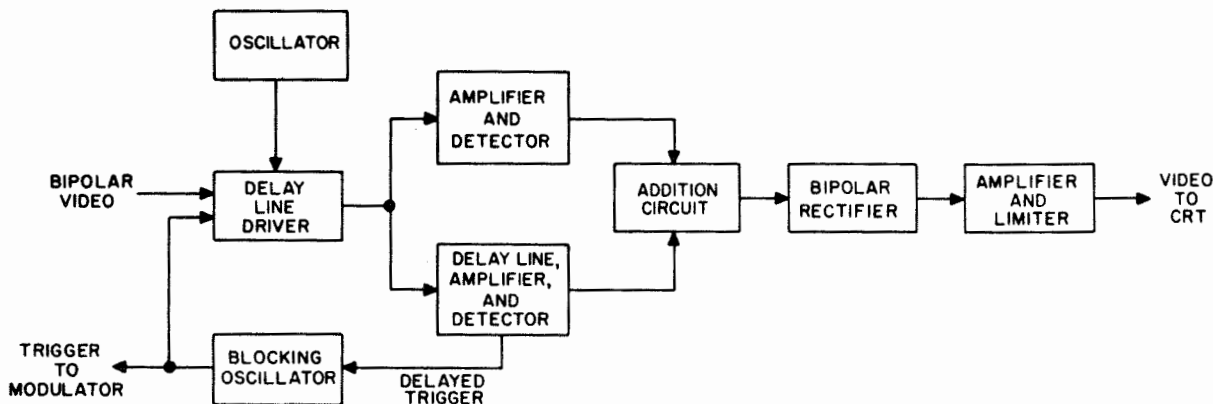 OSCILLATOR
AMPLIFIER
AND
DETECTOR
BIPOLAR
VIDEO
DELAY
LINE
DRIVER
ADDITION
CIRCUIT
BIPOLAR
RECTIFIER
AMPLIFIER
AND
LIMITER
VIDEO
TO
CRT
DELAY LINE,
AMPLIFIER,
AND
DETECTOR
TRIGGER
TO
MODULATOR
BLOCKING
OSCILLATOR
DELAYED
TRIGGER